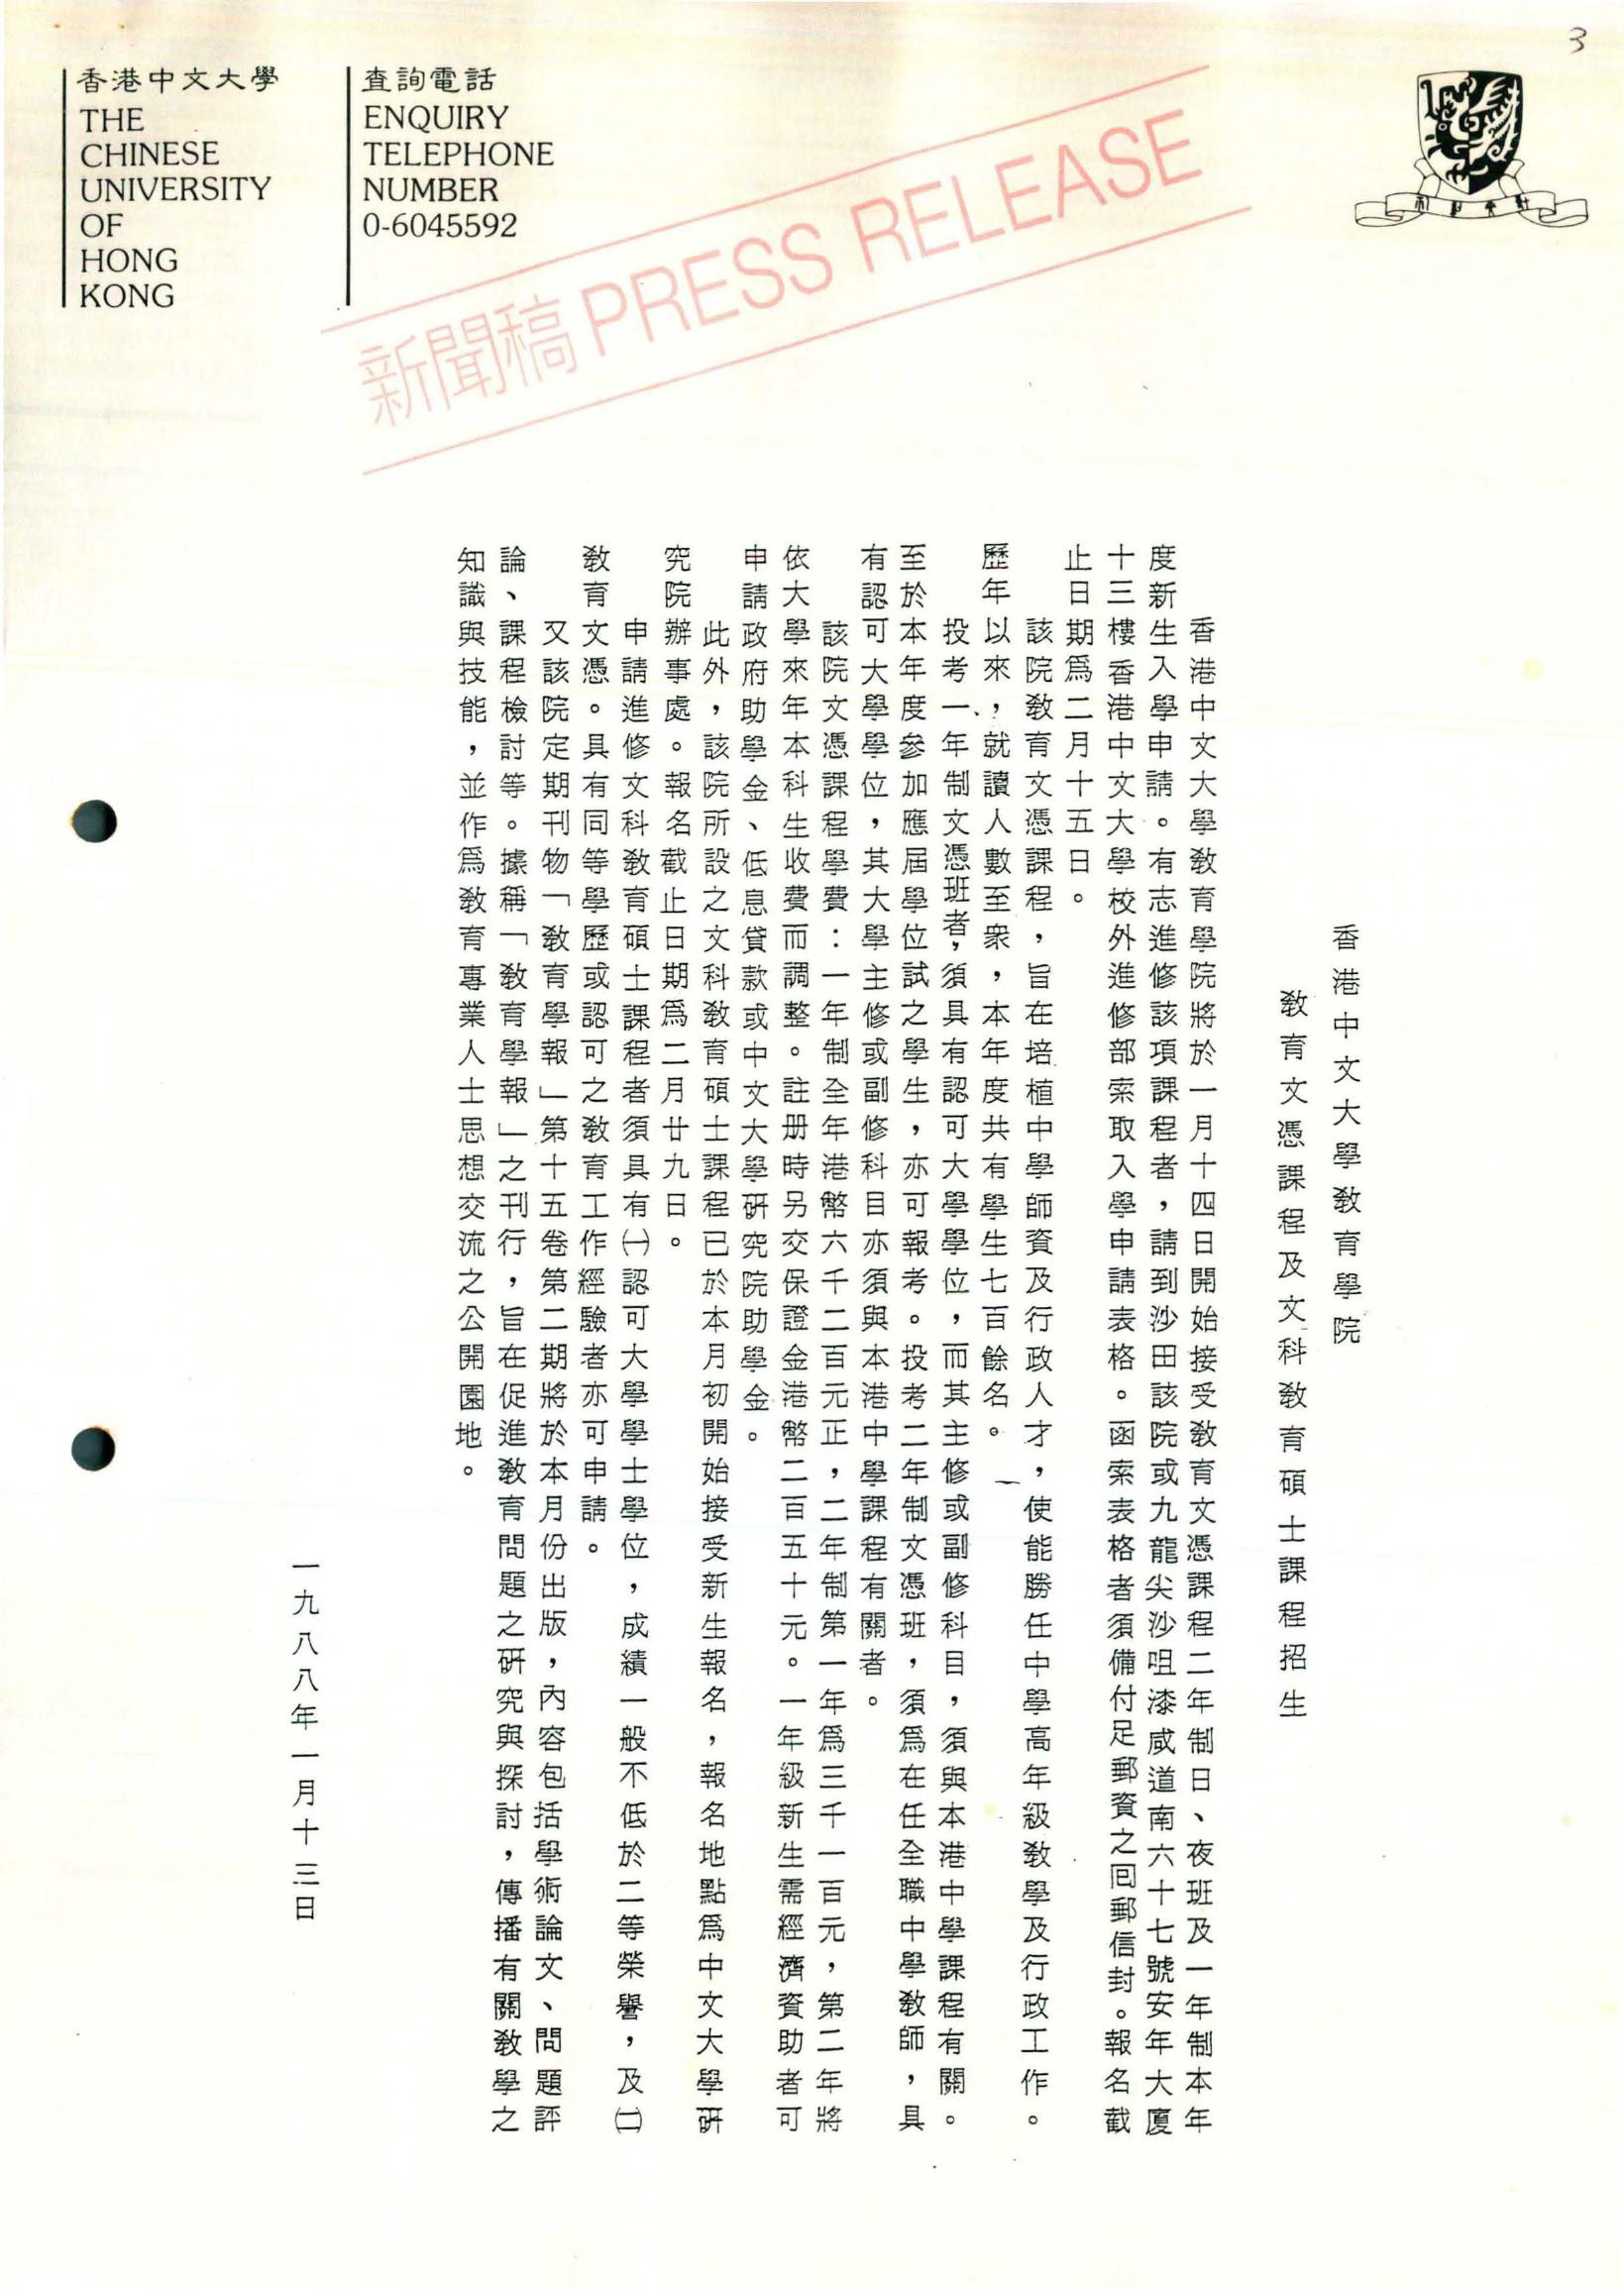 3
香港中文大學
THE
CHINESE
UNIVERSITY
OF
HONG
KONG
查詢電話
ENQUIRY
TELEPHONE
NUMBER
0-6045592
新聞稿 PRESS RELEASE
香港中文大學教育學院
教育文憑課程及文科教育碩士課程招生
香港中文大學教育學院將於一月十四日開始接受教育文憑課程二年制日、夜班及一年制本年
度新生入學申請。有志進修該項課程者，請到沙田該院或九龍尖沙咀漆咸道南六十七號安年大廈
十三樓香港中文大學校外進修部索取入學申請表格。函索表格者須備付足郵資之囘郵信封。報名截
止日期爲二月十五日。
該院教育文憑課程，旨在培植中學師資及行政人才，使能勝任中學高年級教學及行政工作。
歷年以來，就讀人數至衆，本年度共有學生七百餘名。
投考一年制文憑班者，須具有認可大學學位，而其主修或副修科目，須與本港中學課程有關。
至於本年度參加應屆學位試之學生，亦可報考。投考二年制文憑班，須爲在任全職中學教師，具
有認可大學學位，其大學主修或副修科目亦須與本港中學課程有關者。
該院文憑課程學費：一年制全年港幣六千二百元正，二年制第一年爲三千一百元，第二年將
依大學來年本科生收費而調整。註册時另交保證金港幣二百五十元。一年級新生需經濟資助者可
申請政府助學金、低息貸款或中文大學研究院助學金。
此外，該院所設之文科教育碩士課程已於本月初開始接受新生報名，報名地點爲中文大學研
究院辦事處。報名截止日期爲二月廿九日。
申請進修文科教育碩士課程者須具有㈠認可大學學士學位，成績一般不低於二等榮譽，及㈡
教育文憑。具有同等學歷或認可之教育工作經驗者亦可申請。
又該院定期刊物「教育學報」第十五卷第二期將於本月份出版，內容包括學術論文、問題評
論、課程檢討等。據稱「教育學報」之刊行，旨在促進教育問題之研究與探討，傳播有關教學之
知識與技能，並作爲教育專業人士思想交流之公開園地。
一九八八年一月十三日